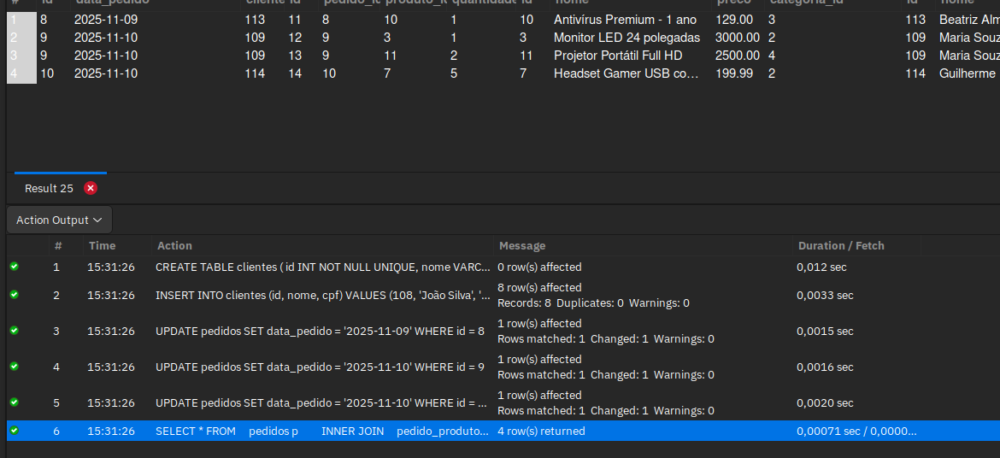 # id data_pedido cliente id pedido_id produto_id quantidade id nome preco categoria_id id nome
1 8 2025-11-09 113 11 8 10 1 10 Antivírus Premium - 1 ano 129.00 3 113 Beatriz Alm
2 9 2025-11-10 109 12 9 3 1 3 Monitor LED 24 polegadas 3000.00 2 109 Maria Souz
3 9 2025-11-10 109 13 9 11 2 11 Projetor Portátil Full HD 2500.00 4 109 Maria Souz
4 10 2025-11-10 114 14 10 7 5 7 Headset Gamer USB co... 199.99 2 114 Guilherme
Result 25
Action Output
# Time Action Message Duration / Fetch
1 15:31:26 CREATE TABLE clientes ( id INT NOT NULL UNIQUE, nome VARC... 0 row(s) affected 0,012 sec
2 15:31:26 INSERT INTO clientes (id, nome, cpf) VALUES (108, 'João Silva', '... 8 row(s) affected 0,0033 sec
Records: 8 Duplicates: 0 Warnings: 0
3 15:31:26 UPDATE pedidos SET data_pedido = '2025-11-09' WHERE id = 8 1 row(s) affected 0,0015 sec
Rows matched: 1 Changed: 1 Warnings: 0
4 15:31:26 UPDATE pedidos SET data_pedido = '2025-11-10' WHERE id = 9 1 row(s) affected 0,0016 sec
Rows matched: 1 Changed: 1 Warnings: 0
5 15:31:26 UPDATE pedidos SET data_pedido = '2025-11-10' WHERE id = ... 1 row(s) affected 0,0020 sec
Rows matched: 1 Changed: 1 Warnings: 0
6 15:31:26 SELECT * FROM pedidos p INNER JOIN pedido_produto... 4 row(s) returned 0,00071 sec / 0,0000...